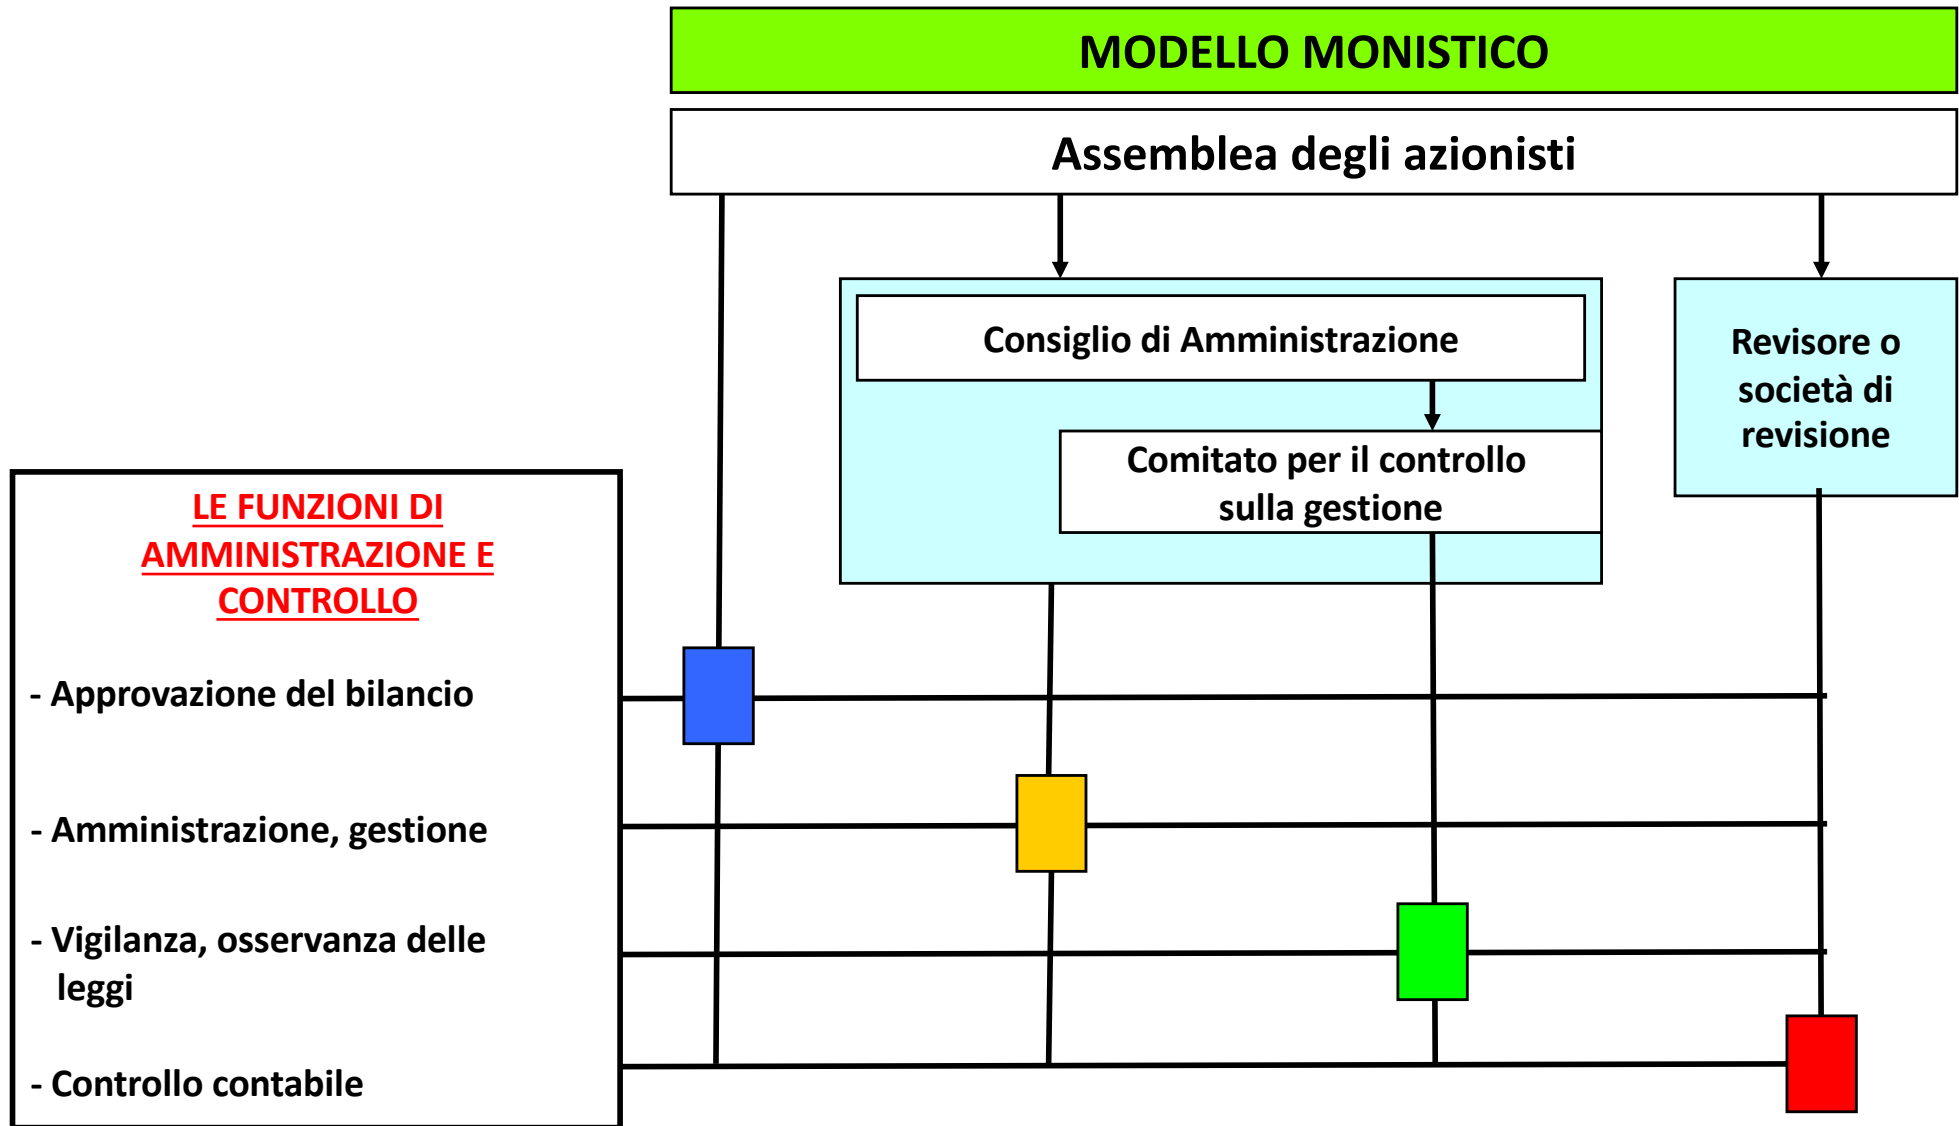 MODELLO MONISTICO
Assemblea degli azionisti
Consiglio di Amministrazione
Revisore o
società di
revisione
Comitato per il controllo
sulla gestione
LE FUNZIONI DI
AMMINISTRAZIONE E
CONTROLLO
- Approvazione del bilancio
- Amministrazione, gestione
- Vigilanza, osservanza delle
leggi
- Controllo contabile